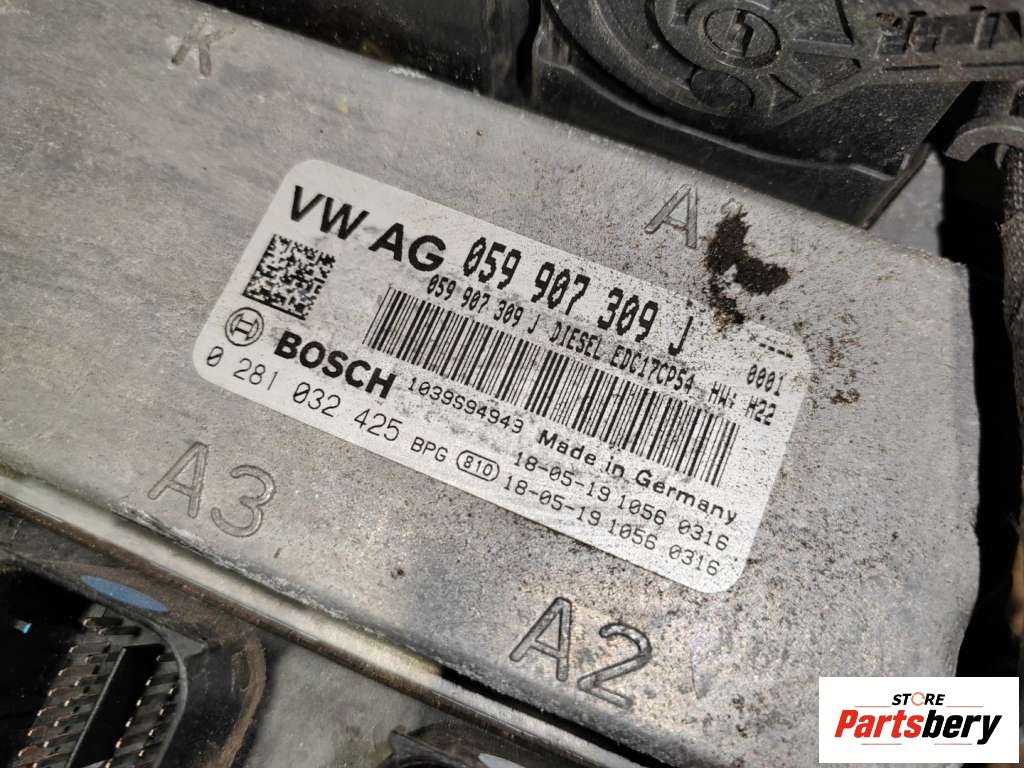 K
A
VW AG 059 907 309 J
059 907 309 J DIESEL EDC17CP54 HW: H22
0001
BOSCH
1039S94943
0 281 032 425 BPG 810
Made in Germany
18-05-19 1056 0316
18-05-19 1056 0316
A3
A2
STORE
Partsbery